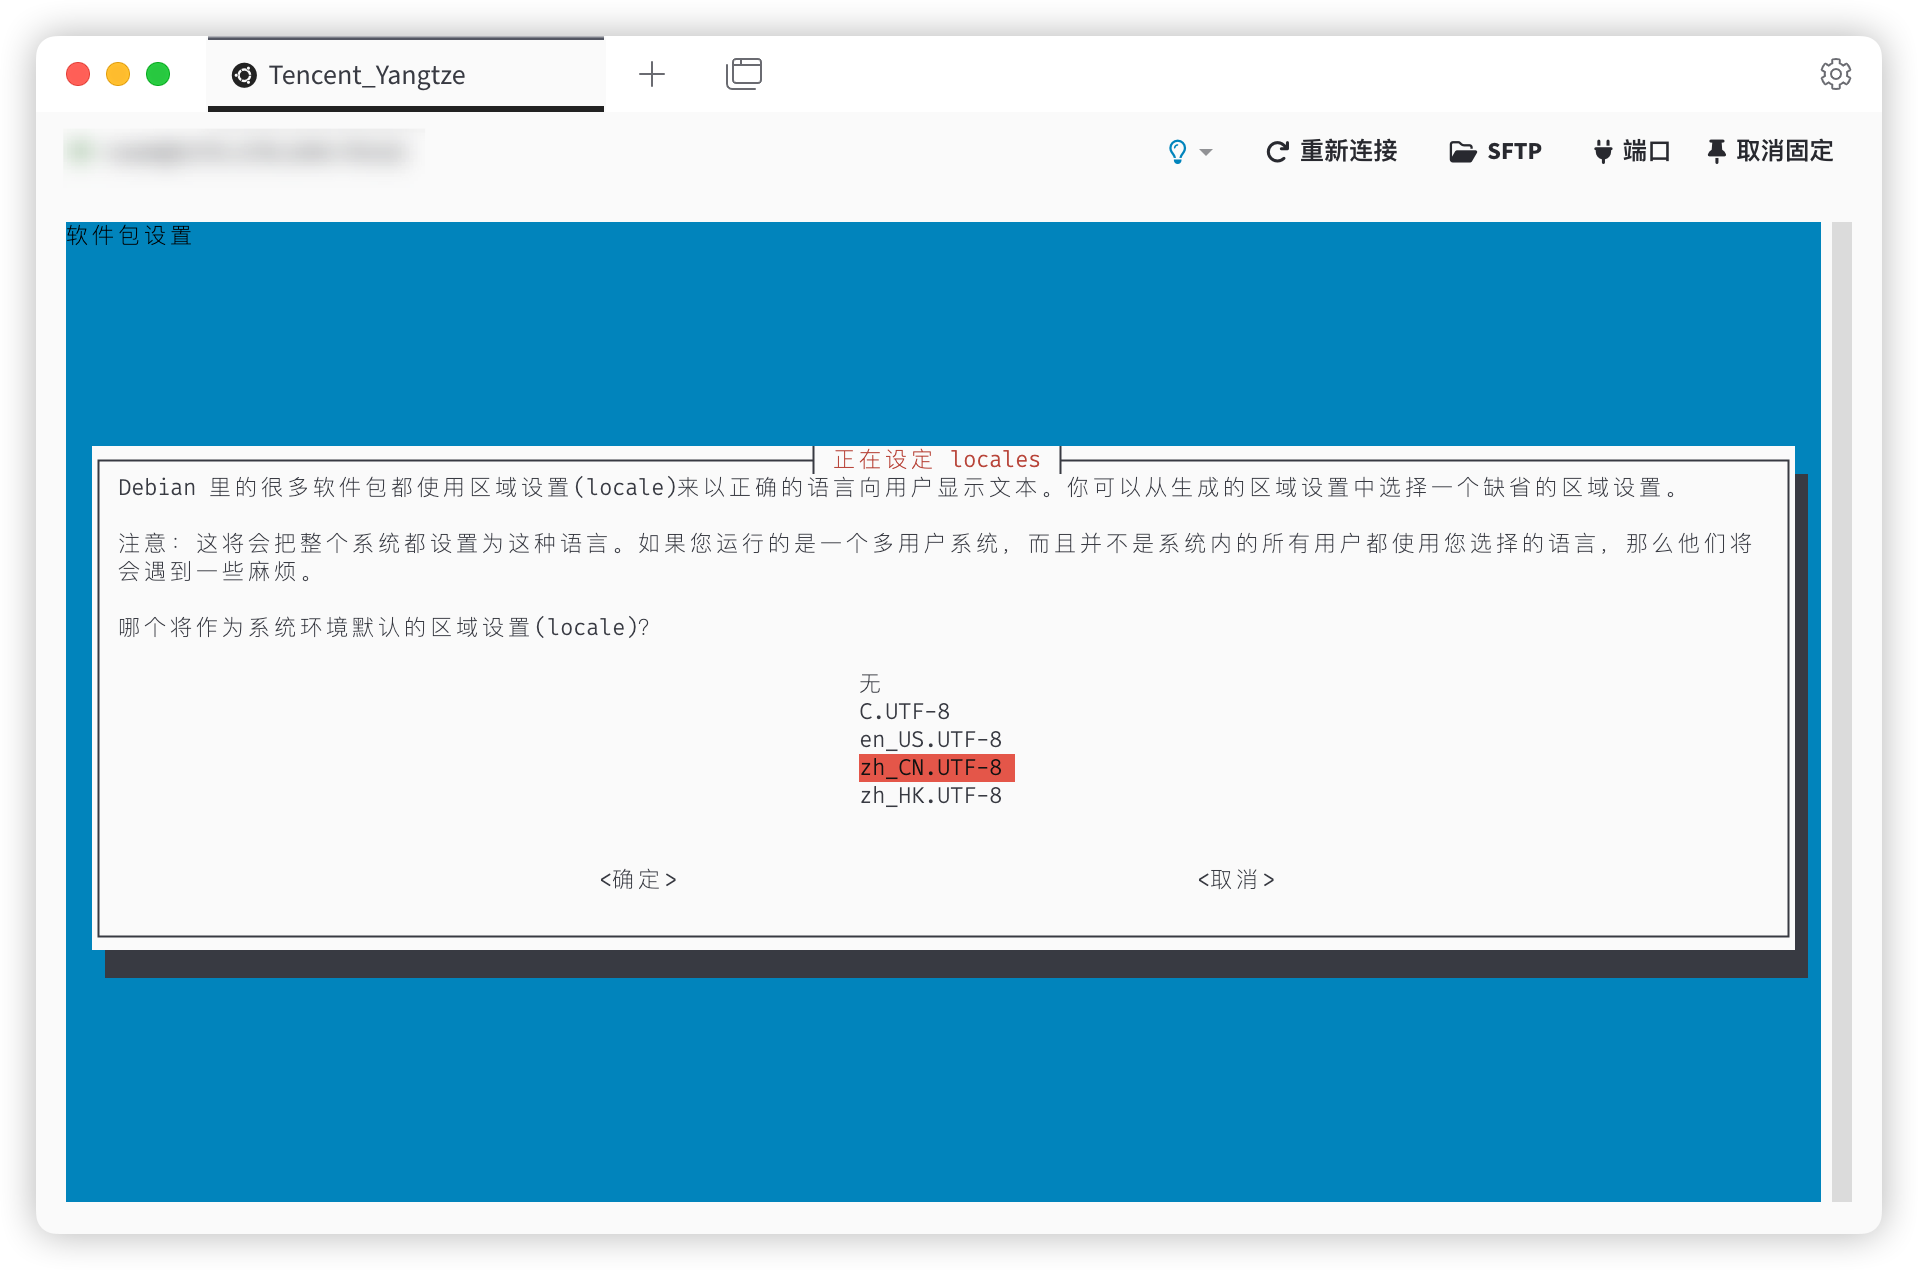 Tencent_Yangtze
重新连接 SFTP 端口 取消固定
软件包设置
正在设定 locales
Debian 里的很多软件包都使用区域设置(locale)来以正确的语言向用户显示文本。你可以从生成的区域设置中选择一个缺省的区域设置。
注意：这将会把整个系统都设置为这种语言。如果您运行的是一个多用户系统，而且并不是系统内的所有用户都使用您选择的语言，那么他们将
会遇到一些麻烦。
哪个将作为系统环境默认的区域设置(locale)?
无
C.UTF-8
en_US.UTF-8
zh_CN.UTF-8
zh_HK.UTF-8
<确定> <取消>